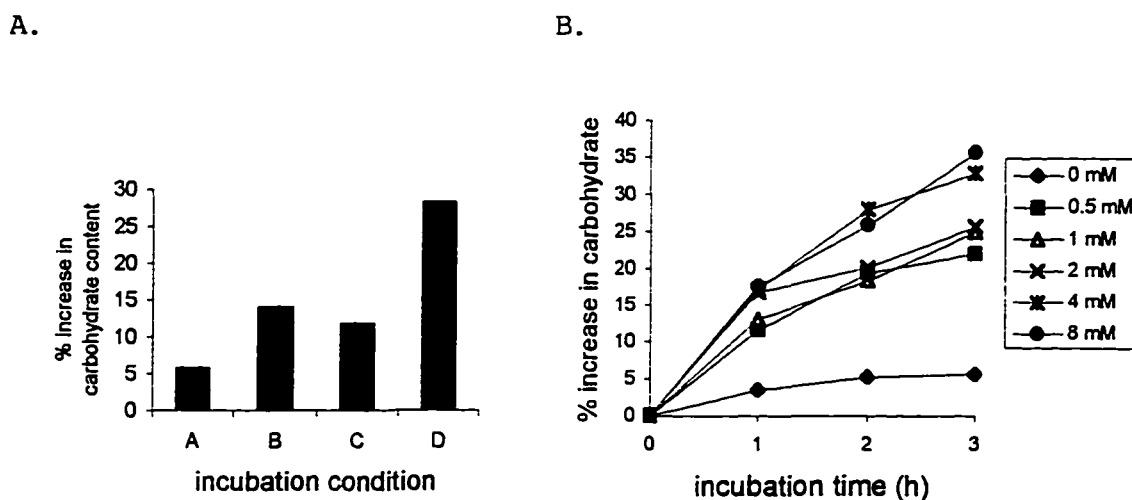 A.
B.
% increase in
carbohydrate content
30
25
20
15
10
5
0
A B C D
incubation condition
% increase in carbohydrate
40
35
30
25
20
15
10
5
0
0 1 2 3
incubation time (h)
0 mM
0.5 mM
1 mM
2 mM
4 mM
8 mM